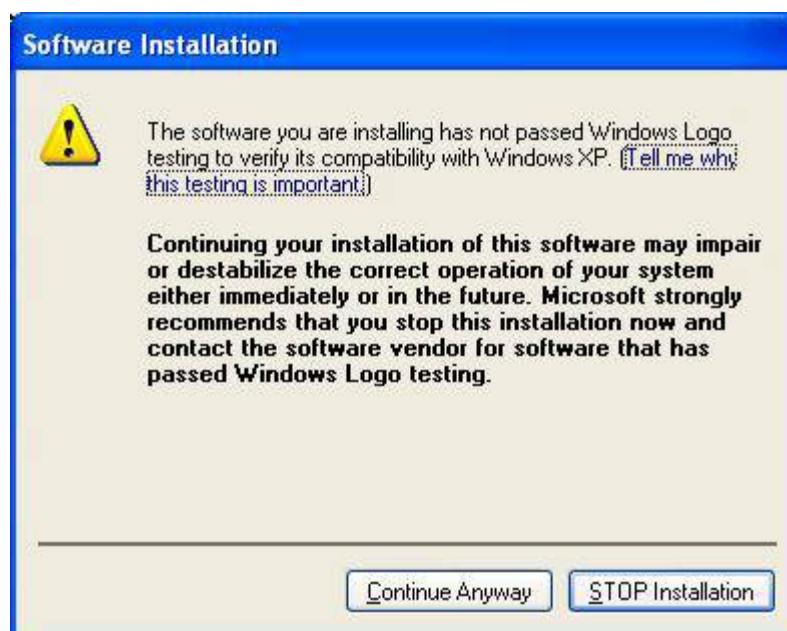 Software Installation
The software you are installing has not passed Windows Logo
testing to verify its compatibility with Windows XP. (Tell me why
this testing is important.)
Continuing your installation of this software may impair
or destabilize the correct operation of your system
either immediately or in the future. Microsoft strongly
recommends that you stop this installation now and
contact the software vendor for software that has
passed Windows Logo testing.
Continue Anyway
STOP Installation